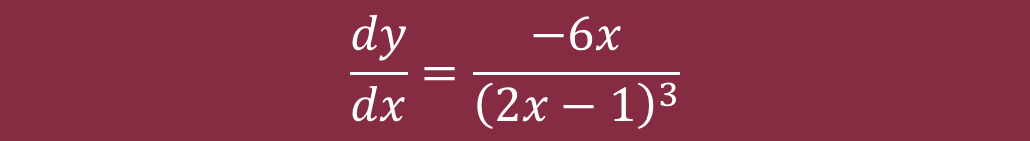 dy/dx = −6x/(2x − 1)³